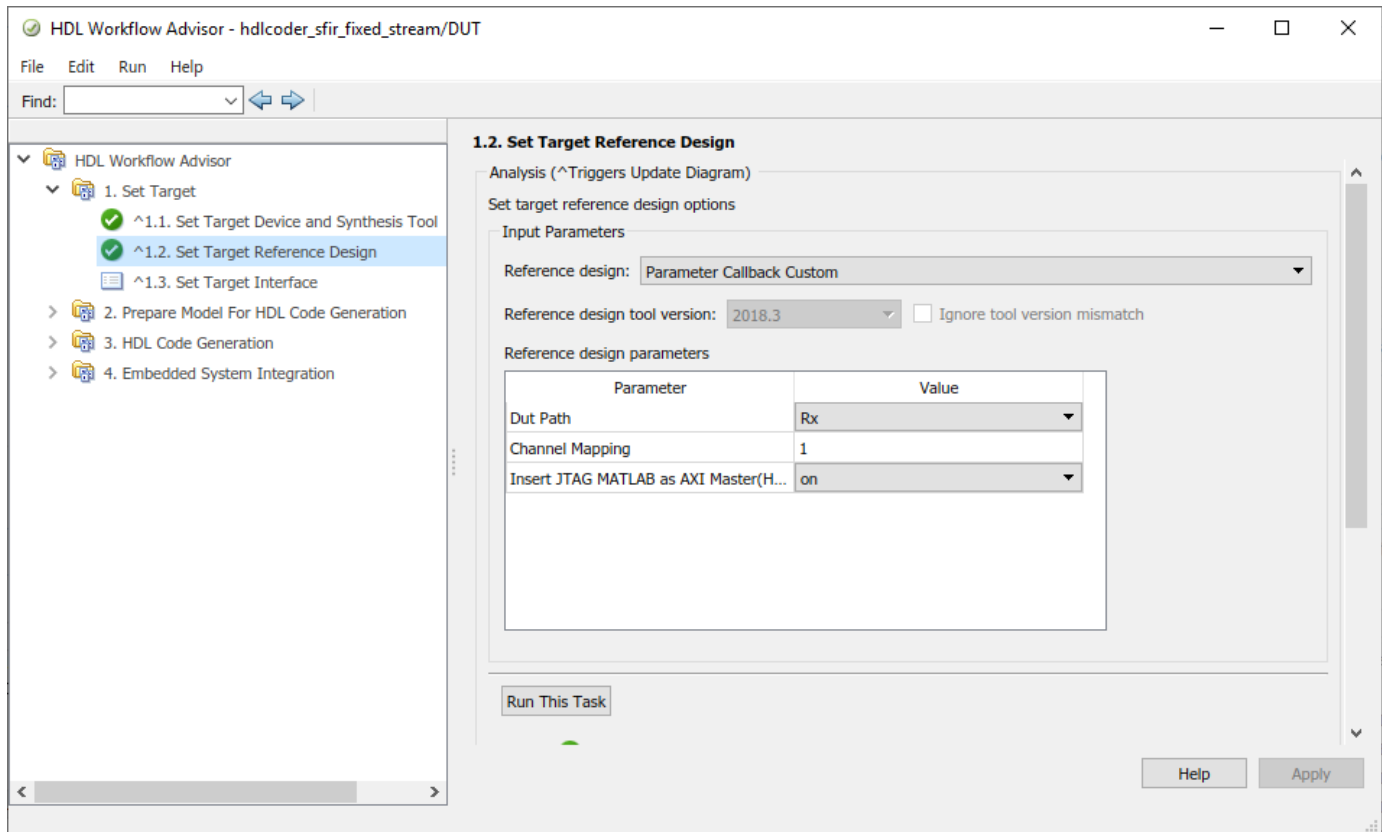 HDL Workflow Advisor - hdlcoder_sfir_fixed_stream/DUT
File Edit Run Help
Find:
HDL Workflow Advisor
1. Set Target
^1.1. Set Target Device and Synthesis Tool
^1.2. Set Target Reference Design
^1.3. Set Target Interface
2. Prepare Model For HDL Code Generation
3. HDL Code Generation
4. Embedded System Integration
1.2. Set Target Reference Design
Analysis (^Triggers Update Diagram)
Set target reference design options
Input Parameters
Reference design: Parameter Callback Custom
Reference design tool version: 2018.3 Ignore tool version mismatch
Reference design parameters
Parameter Value
Dut Path Rx
Channel Mapping 1
Insert JTAG MATLAB as AXI Master(H... on
Run This Task
Help Apply